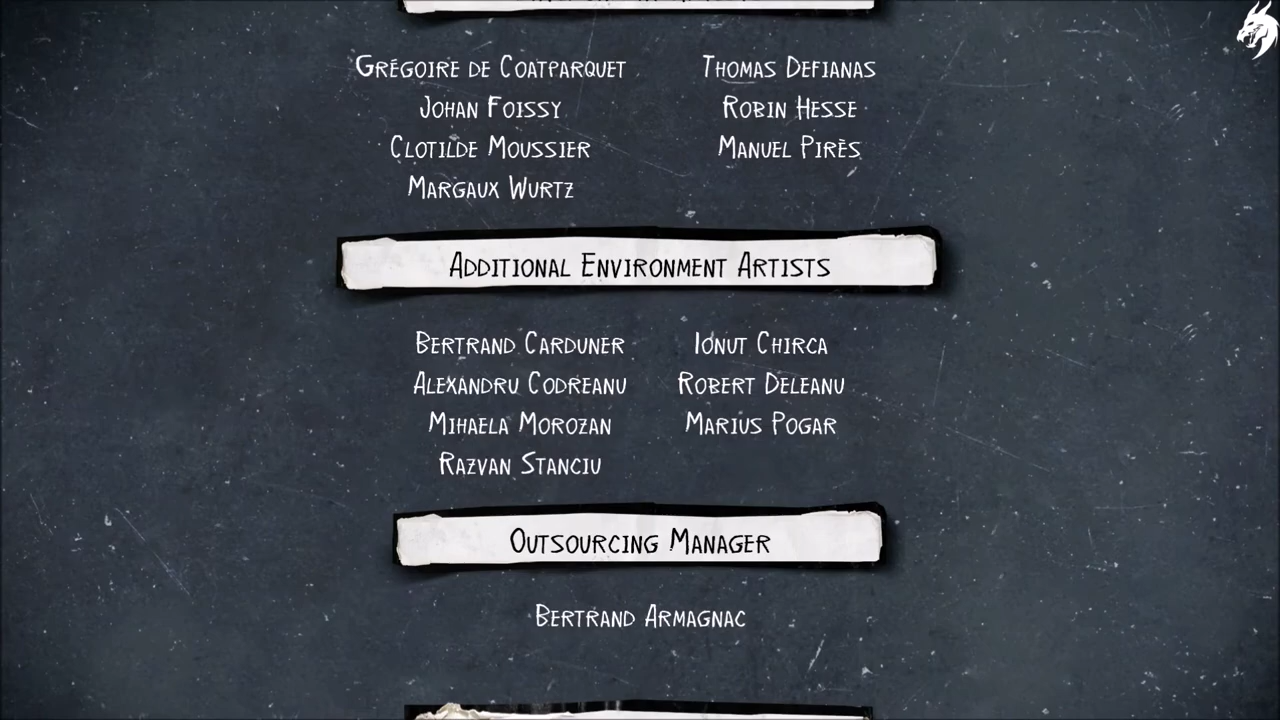 Grégoire de Coatparquet Thomas Defianas
Johan Foissy Robin Hesse
Clotilde Moussier Manuel Pirès
Margaux Wurtz
Additional Environment Artists
Bertrand Carduner Ionut Chirca
Alexandru Codreanu Robert Deleanu
Mihaela Morozan Marius Pogar
Razvan Stanciu
Outsourcing Manager
Bertrand Armagnac